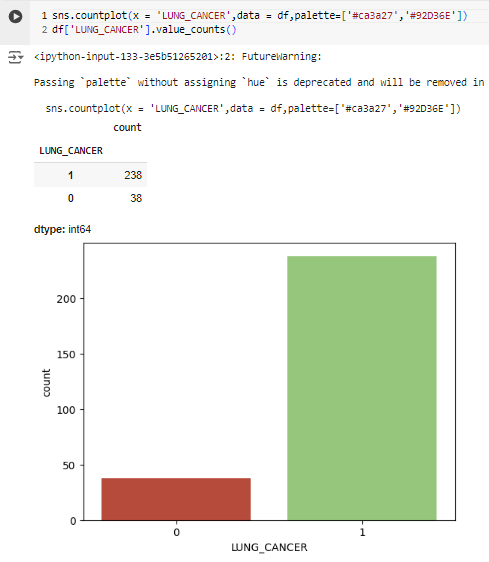 1 sns.countplot(x = 'LUNG_CANCER',data = df,palette=['#ca3a27','#92D36E'])
2 df['LUNG_CANCER'].value_counts()
<ipython-input-133-3e5b51265201>:2: FutureWarning:
Passing `palette` without assigning `hue` is deprecated and will be removed in
sns.countplot(x = 'LUNG_CANCER',data = df,palette=['#ca3a27','#92D36E'])
count
LUNG_CANCER
1 238
0 38
dtype: int64
200
150
100
50
0
count
0 1
LUNG_CANCER